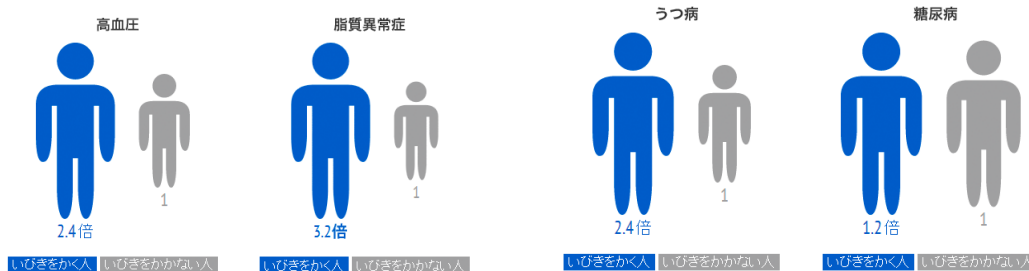 高血圧
2.4倍
1
いびきをかく人
いびきをかかない人
脂質異常症
3.2倍
1
いびきをかく人
いびきをかかない人
うつ病
2.4倍
1
いびきをかく人
いびきをかかない人
糖尿病
1.2倍
1
いびきをかく人
いびきをかかない人